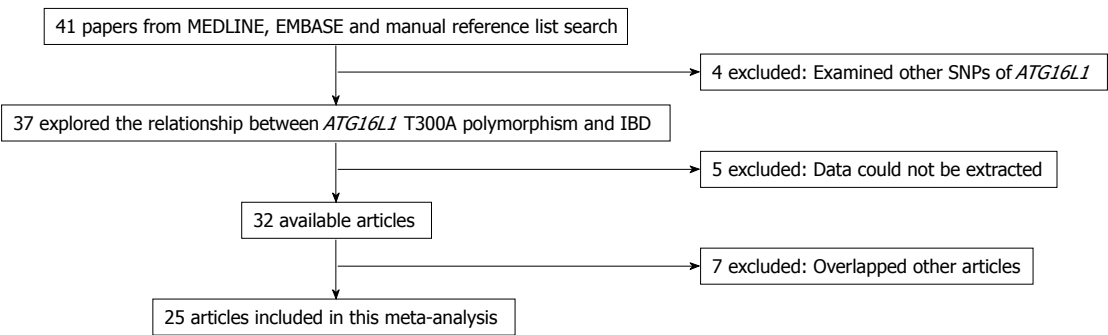 41 papers from MEDLINE, EMBASE and manual reference list search
4 excluded: Examined other SNPs of ATG16L1
37 explored the relationship between ATG16L1 T300A polymorphism and IBD
5 excluded: Data could not be extracted
32 available articles
7 excluded: Overlapped other articles
25 articles included in this meta-analysis